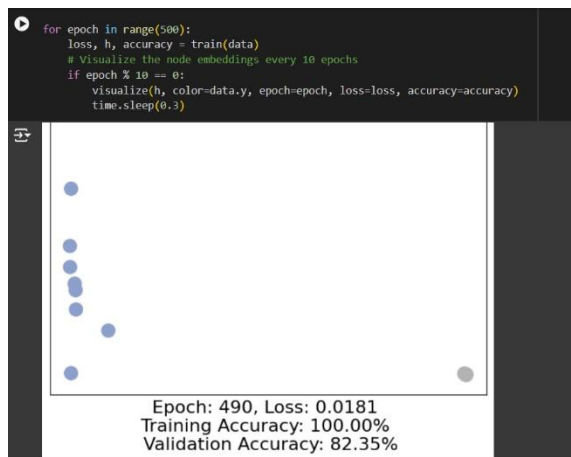 for epoch in range(500):
    loss, h, accuracy = train(data)
    # Visualize the node embeddings every 10 epochs
    if epoch % 10 == 0:
        visualize(h, color=data.y, epoch=epoch, loss=loss, accuracy=accuracy)
        time.sleep(0.3)
Epoch: 490, Loss: 0.0181
Training Accuracy: 100.00%
Validation Accuracy: 82.35%